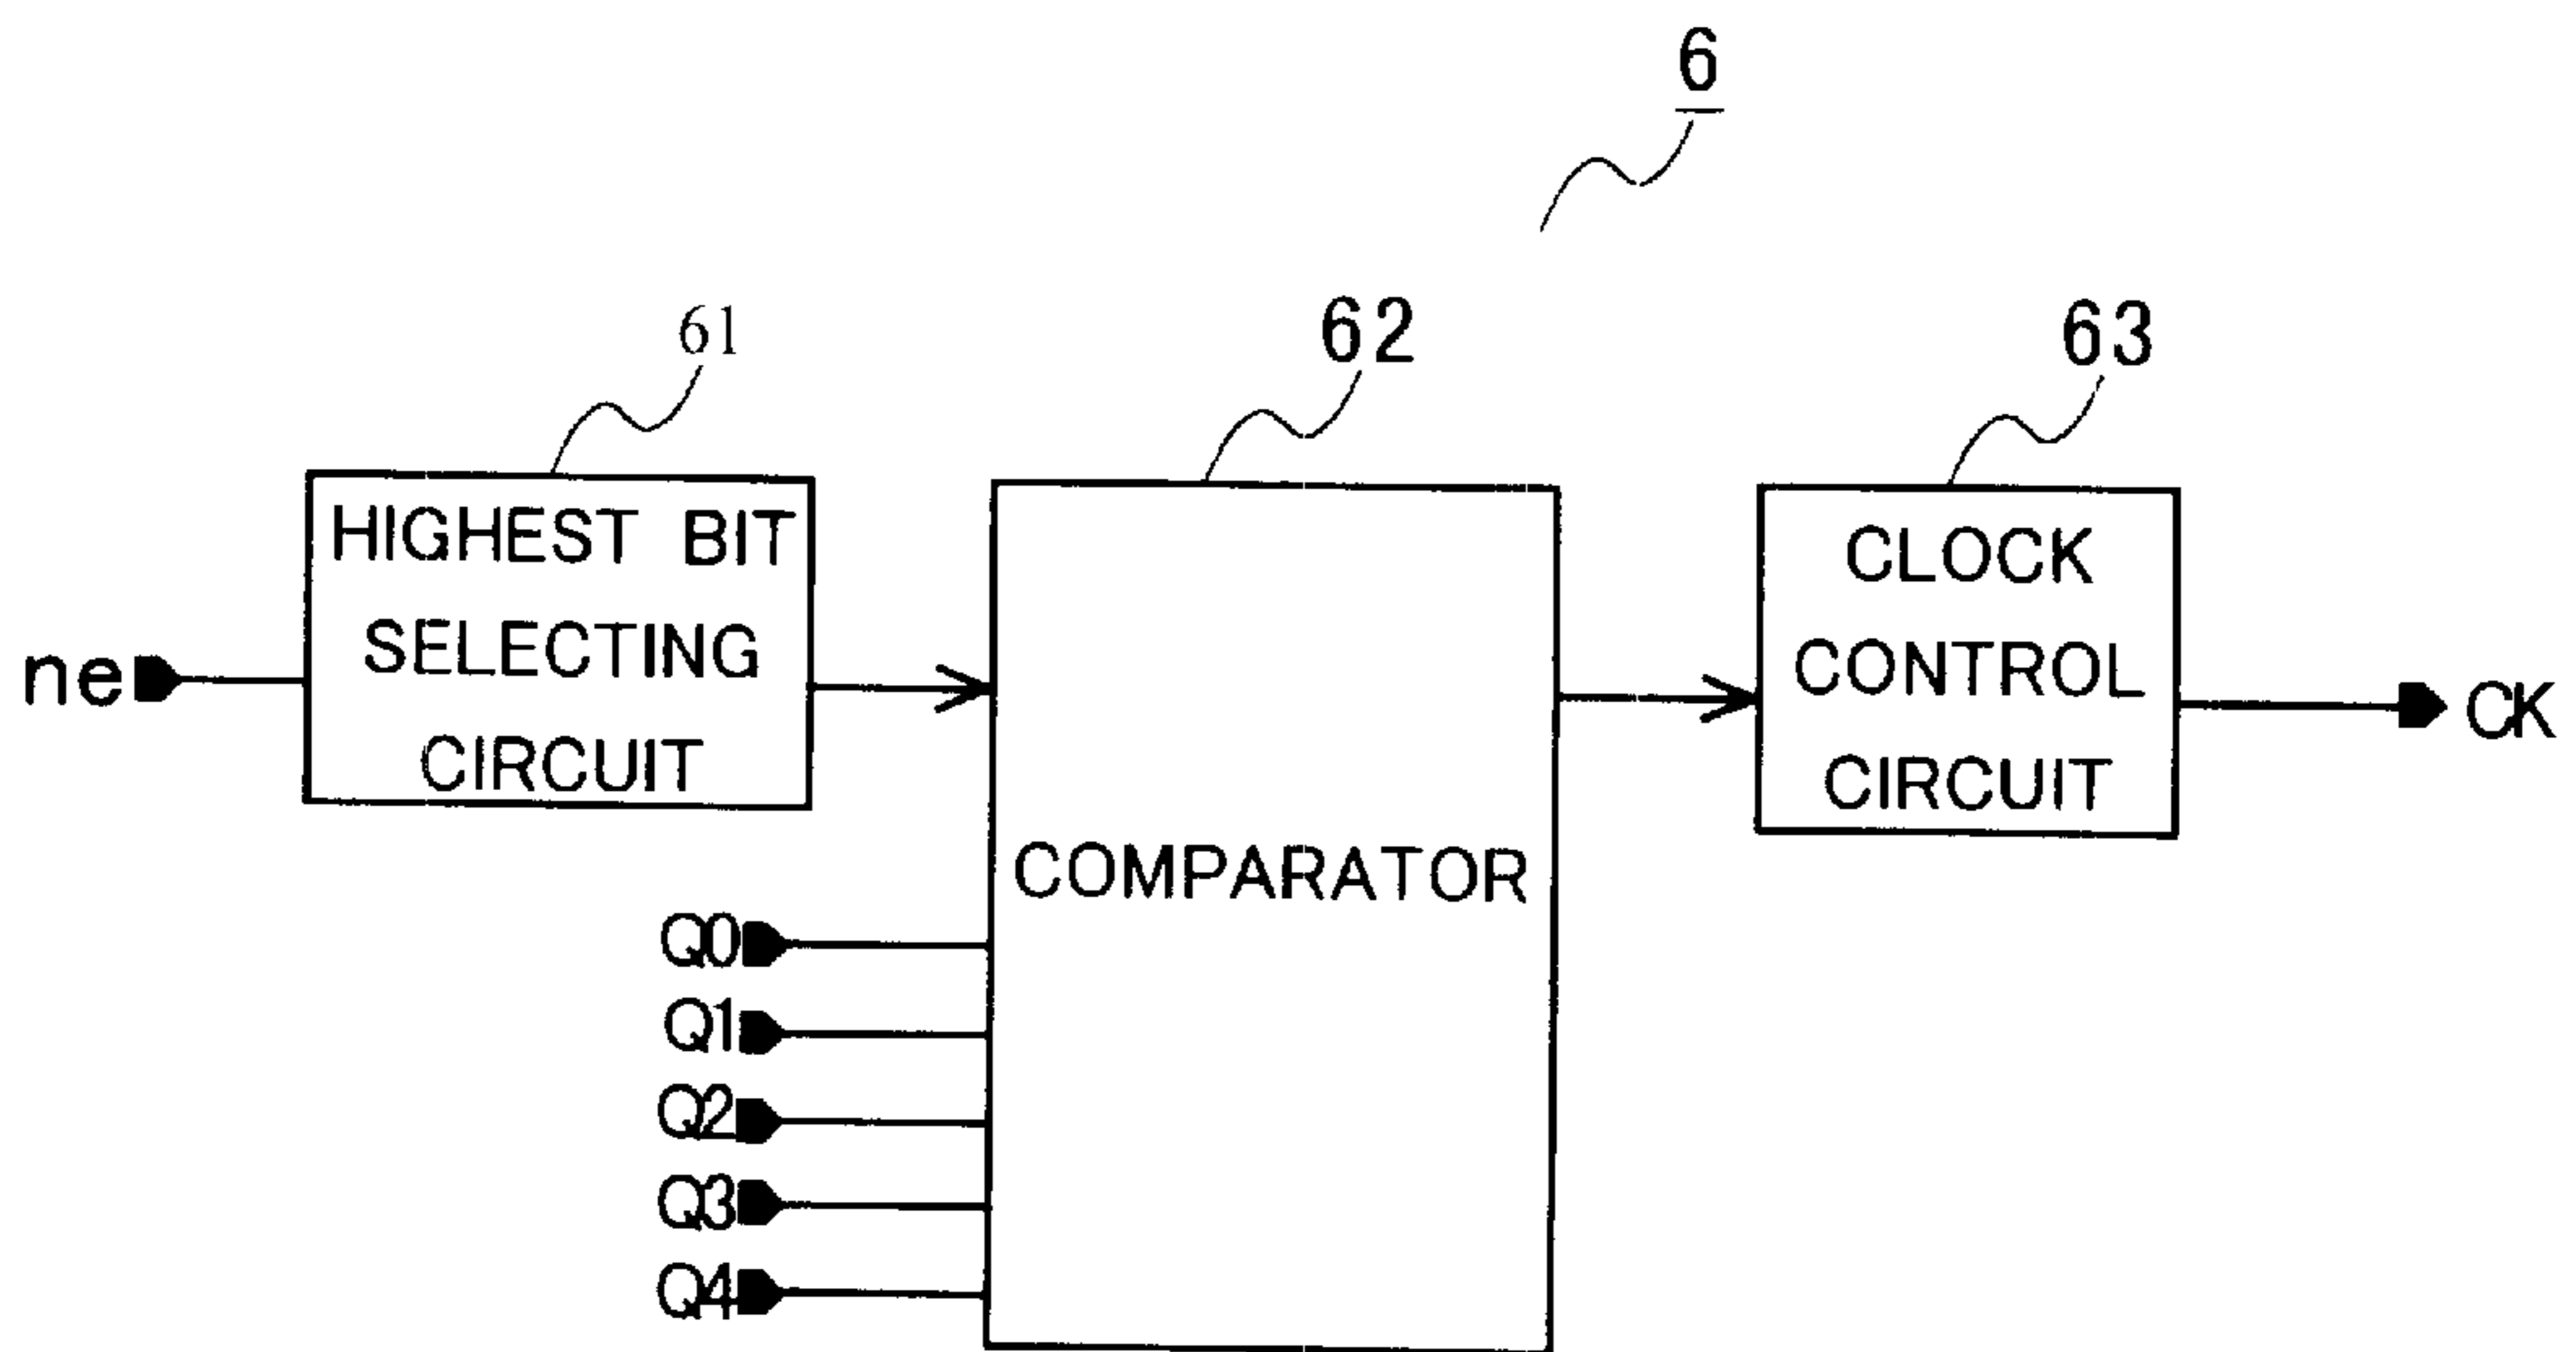 6
61
62
63
HIGHEST BIT
SELECTING
CIRCUIT
ne
COMPARATOR
CLOCK
CONTROL
CIRCUIT
CK
Q0
Q1
Q2
Q3
Q4